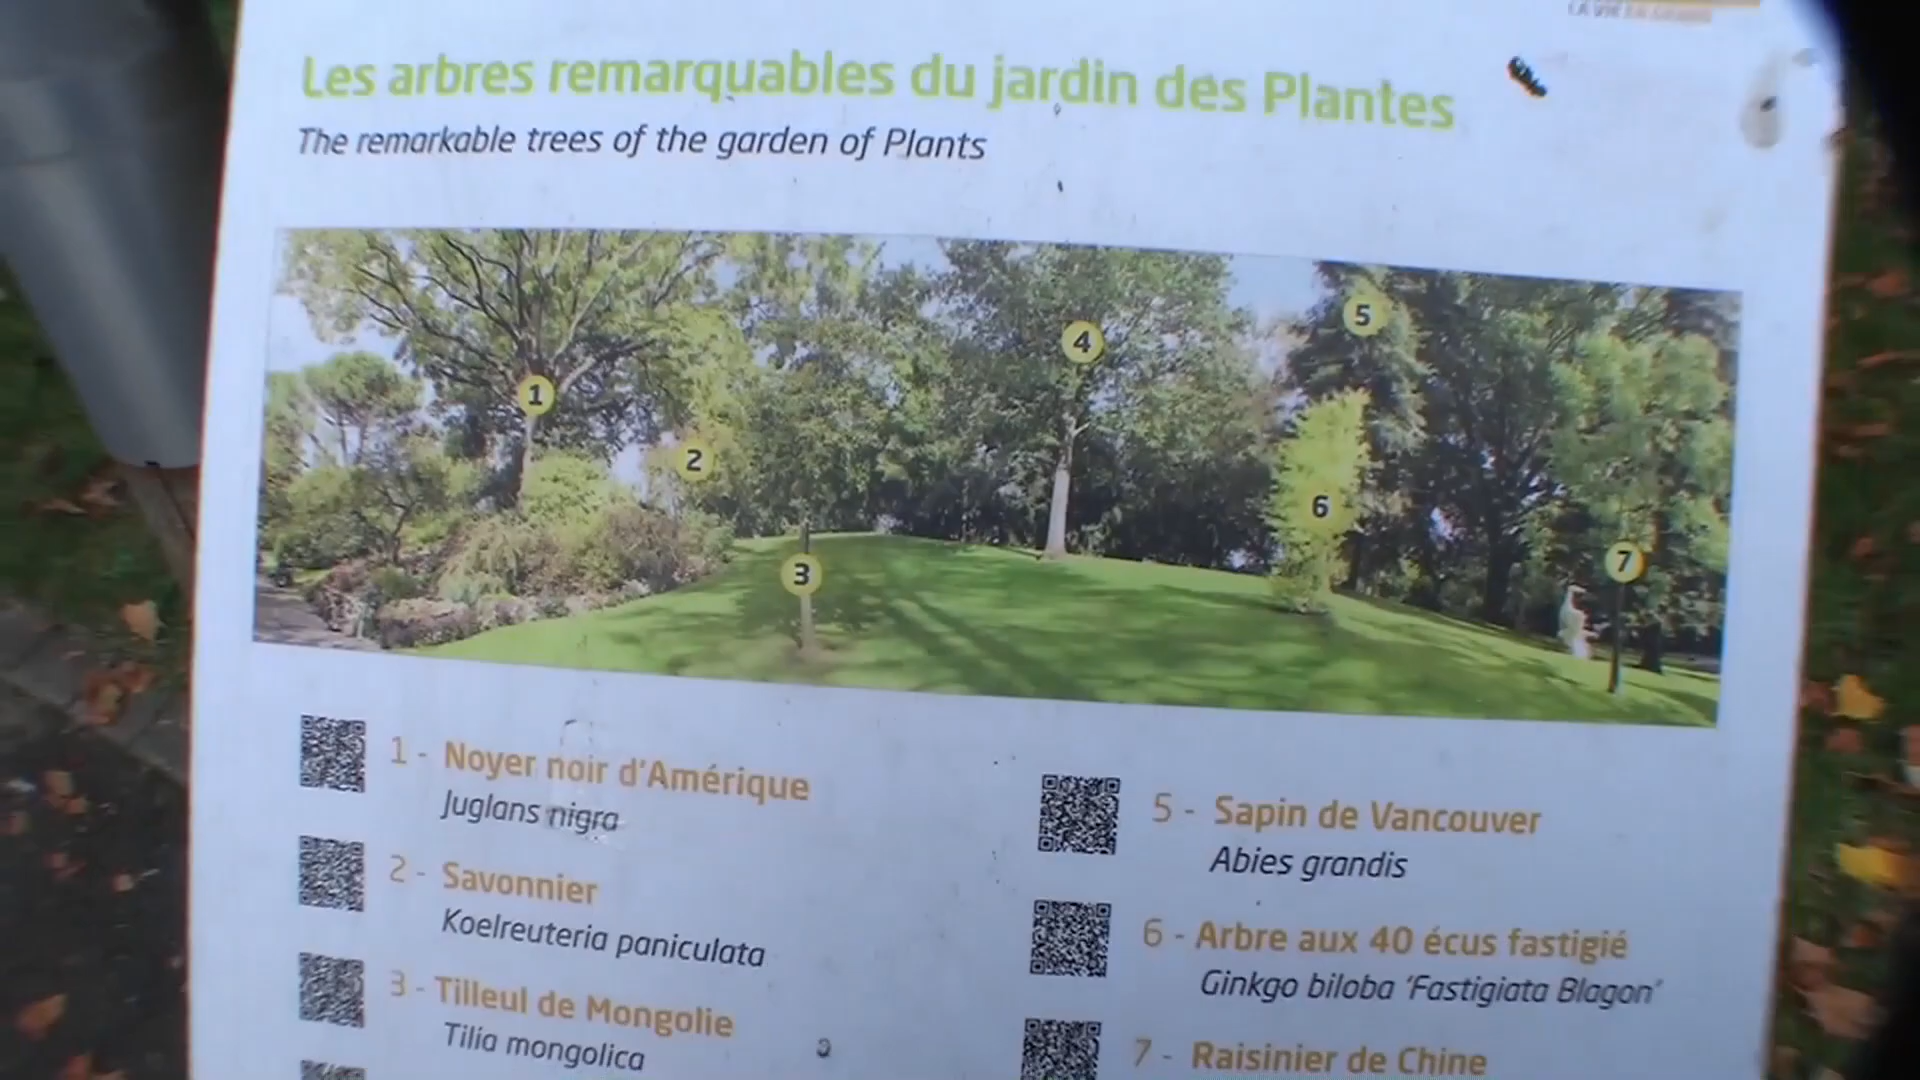 Les arbres remarquables du jardin des Plantes
The remarkable trees of the garden of Plants
1
2
3
4
5
6
7
1 - Noyer noir d'Amérique
Juglans nigra
2 - Savonnier
Koelreuteria paniculata
3 - Tilleul de Mongolie
Tilia mongolica
5 - Sapin de Vancouver
Abies grandis
6 - Arbre aux 40 écus fastigié
Ginkgo biloba 'Fastigiata Blagon'
7 - Raisinier de Chine